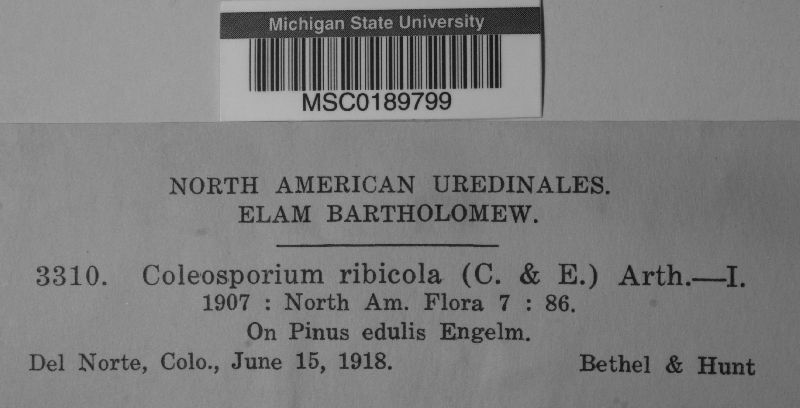 Michigan State University
MSC0189799
NORTH AMERICAN UREDINALES.
ELAM BARTHOLOMEW.
3310. Coleosporium ribicola (C. & E.) Arth.—I.
1907 : North Am. Flora 7 : 86.
On Pinus edulis Engelm.
Del Norte, Colo., June 15, 1918. Bethel & Hunt